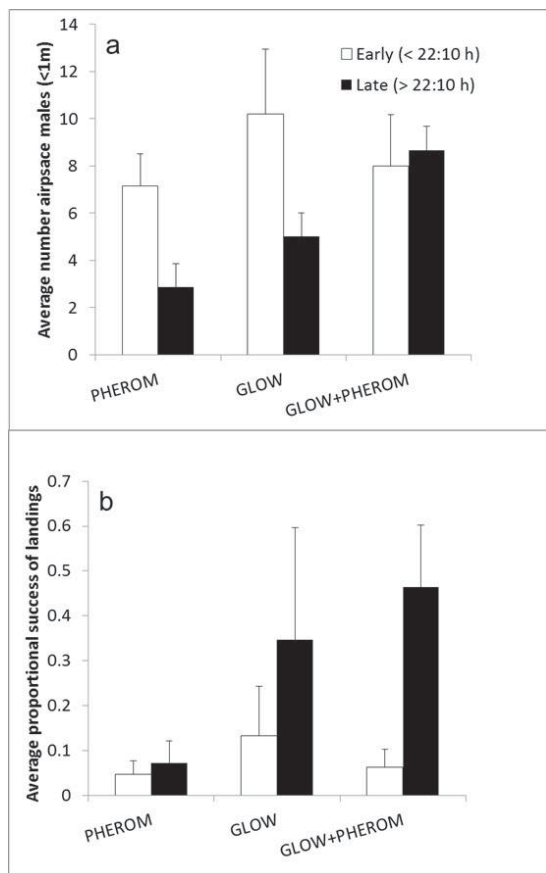 a
Early (< 22:10 h)
Late (> 22:10 h)
Average number airpsace males (<1m)
14
12
10
8
6
4
2
0
PHEROM
GLOW
GLOW+PHEROM
b
Average proportional success of landings
0.7
0.6
0.5
0.4
0.3
0.2
0.1
0
PHEROM
GLOW
GLOW+PHEROM